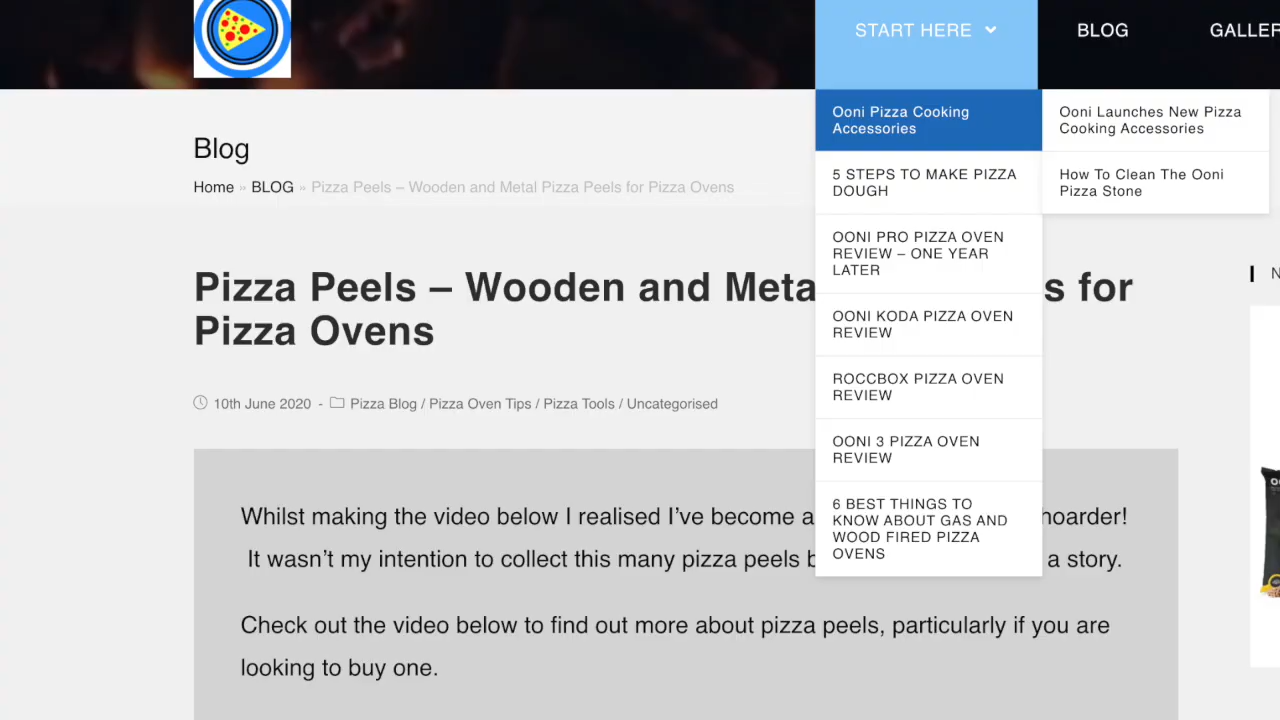 START HERE
BLOG
Ooni Pizza Cooking
Accessories
5 STEPS TO MAKE PIZZA
DOUGH
OONI PRO PIZZA OVEN
REVIEW – ONE YEAR
LATER
OONI KODA PIZZA OVEN
REVIEW
ROCCBOX PIZZA OVEN
REVIEW
OONI 3 PIZZA OVEN
REVIEW
6 BEST THINGS TO
KNOW ABOUT GAS AND
WOOD FIRED PIZZA
OVENS
Ooni Launches New Pizza
Cooking Accessories
How To Clean The Ooni
Pizza Stone
Blog
Home » BLOG » Pizza Peels – Wooden and Metal Pizza Peels for Pizza Ovens
Pizza Peels – Wooden and Meta s for
Pizza Ovens
10th June 2020 - Pizza Blog / Pizza Oven Tips / Pizza Tools / Uncategorised
Whilst making the video below I realised I’ve become a hoarder!
It wasn’t my intention to collect this many pizza peels a story.
Check out the video below to find out more about pizza peels, particularly if you are
looking to buy one.